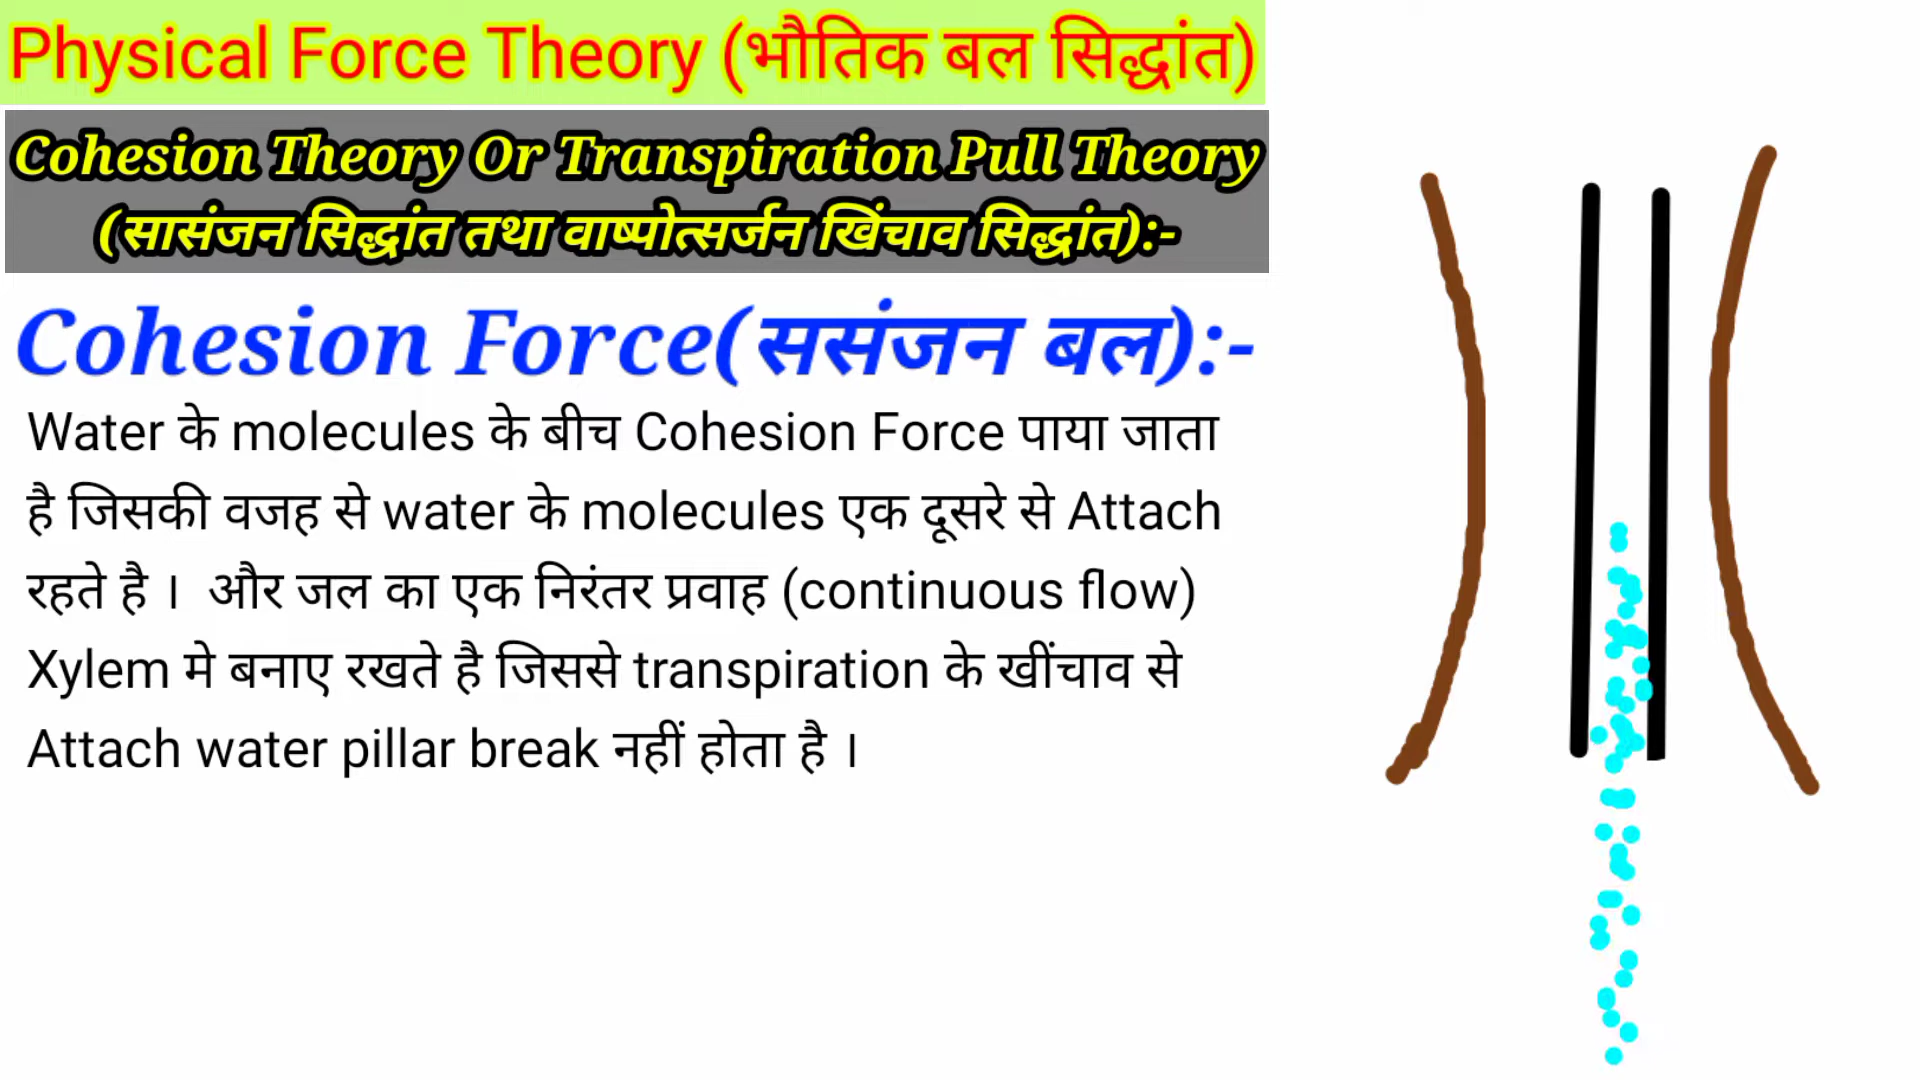 Physical Force Theory (भौतिक बल सिद्धांत)
Cohesion Theory Or Transpiration Pull Theory
(सासंजन सिद्धांत तथा वाष्पोत्सर्जन खिंचाव सिद्धांत):-
Cohesion Force(ससंजन बल):-
Water के molecules के बीच Cohesion Force पाया जाता
है जिसकी वजह से water के molecules एक दूसरे से Attach
रहते है । और जल का एक निरंतर प्रवाह (continuous flow)
Xylem मे बनाए रखते है जिससे transpiration के खींचाव से
Attach water pillar break नहीं होता है ।